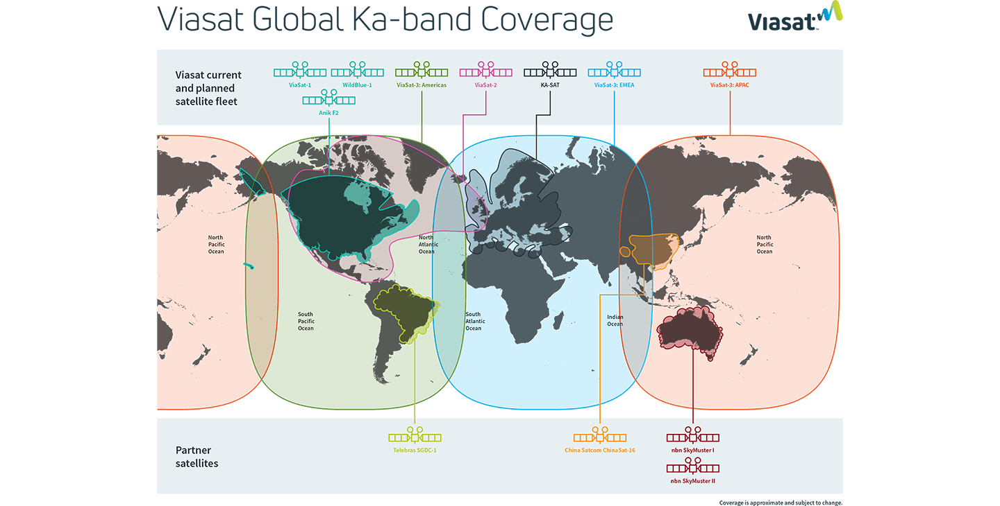 Viasat Global Ka-band Coverage
Viasat™
Viasat current
and planned
satellite fleet
ViaSat-1
WildBlue-1
ViaSat-3: Americas
ViaSat-2
KA-SAT
ViaSat-3: EMEA
ViaSat-3: APAC
Anik F2
North
Pacific
Ocean
North
Atlantic
Ocean
North
Pacific
Ocean
South
Pacific
Ocean
South
Atlantic
Ocean
Indian
Ocean
Partner
satellites
Telebras SGDC-1
China Satcom ChinaSat-16
nbn SkyMuster I
nbn SkyMuster II
Coverage is approximate and subject to change.